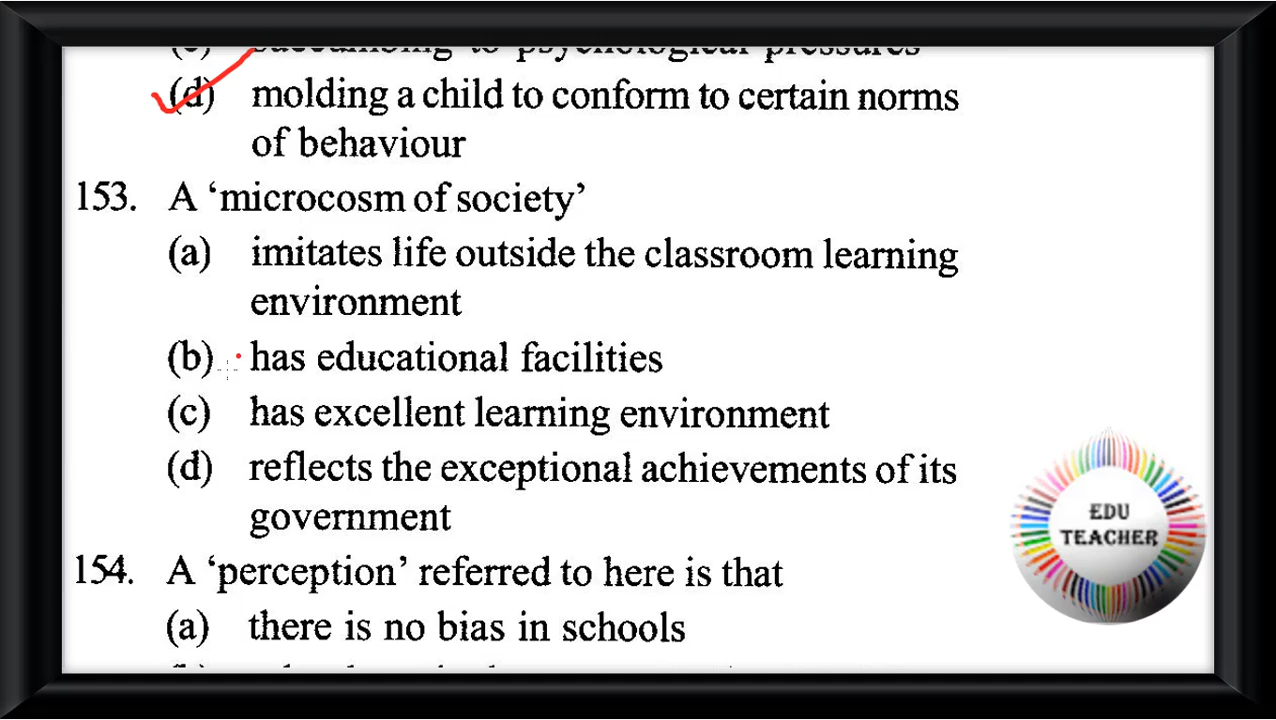 (d) molding a child to conform to certain norms
of behaviour
153. A ‘microcosm of society’
(a) imitates life outside the classroom learning
environment
(b) has educational facilities
(c) has excellent learning environment
(d) reflects the exceptional achievements of its
government
154. A ‘perception’ referred to here is that
(a) there is no bias in schools
EDU
TEACHER